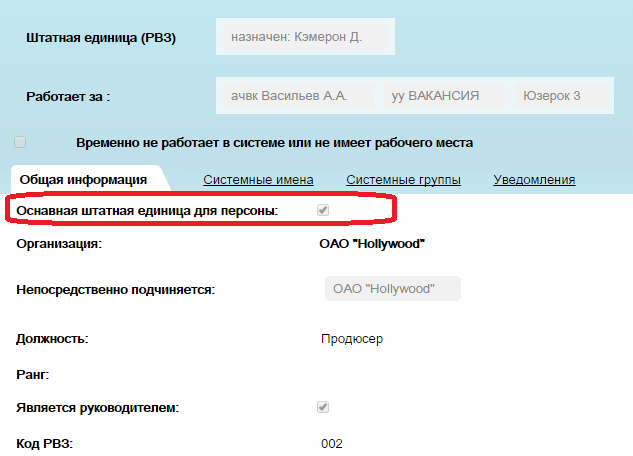 Штатная единица (РВЗ) назначен: Кэмерон Д.
Работает за : ачвк Васильев А.А. уу ВАКАНСИЯ Юзерок 3
Временно не работает в системе или не имеет рабочего места
Общая информация Системные имена Системные группы Уведомления
Оснавная штатная единица для персоны:
Организация: ОАО "Hollywood"
Непосредственно подчиняется: ОАО "Hollywood"
Должность: Продюсер
Ранг:
Является руководителем:
Код РВЗ: 002